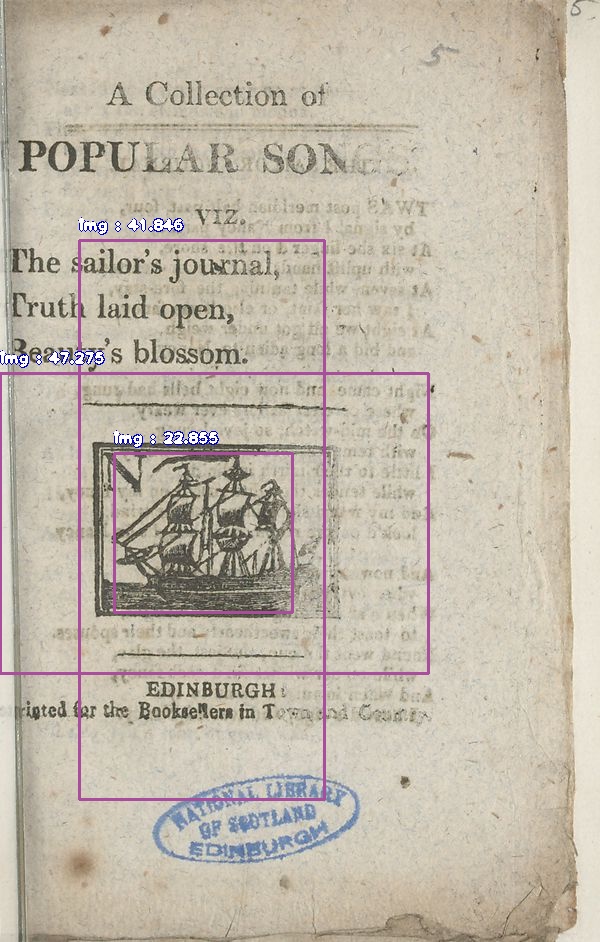 5
A Collection of
POPULAR SONGS
VIZ.
img : 41.846
The sailor's journal,
Truth laid open,
Beauty's blossom.
img : 47.275
img : 22.855
N
EDINBURGH:
Printed for the Booksellers in Town and Country.
NATIONAL LIBRARY
OF SCOTLAND
EDINBURGH